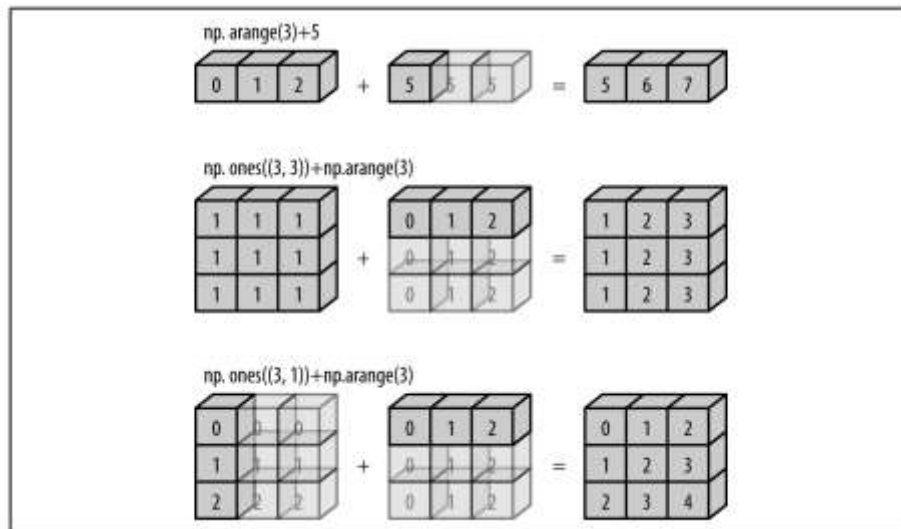 np. arange(3)+5
0 1 2 + 5 5 5 = 5 6 7
np. ones((3, 3))+np.arange(3)
1 1 1 0 1 2 1 2 3
1 1 1 + 0 1 2 = 1 2 3
1 1 1 0 1 2 1 2 3
np. ones((3, 1))+np.arange(3)
0 0 0 0 1 2 0 1 2
1 1 1 + 0 1 2 = 1 2 3
2 2 2 0 1 2 2 3 4